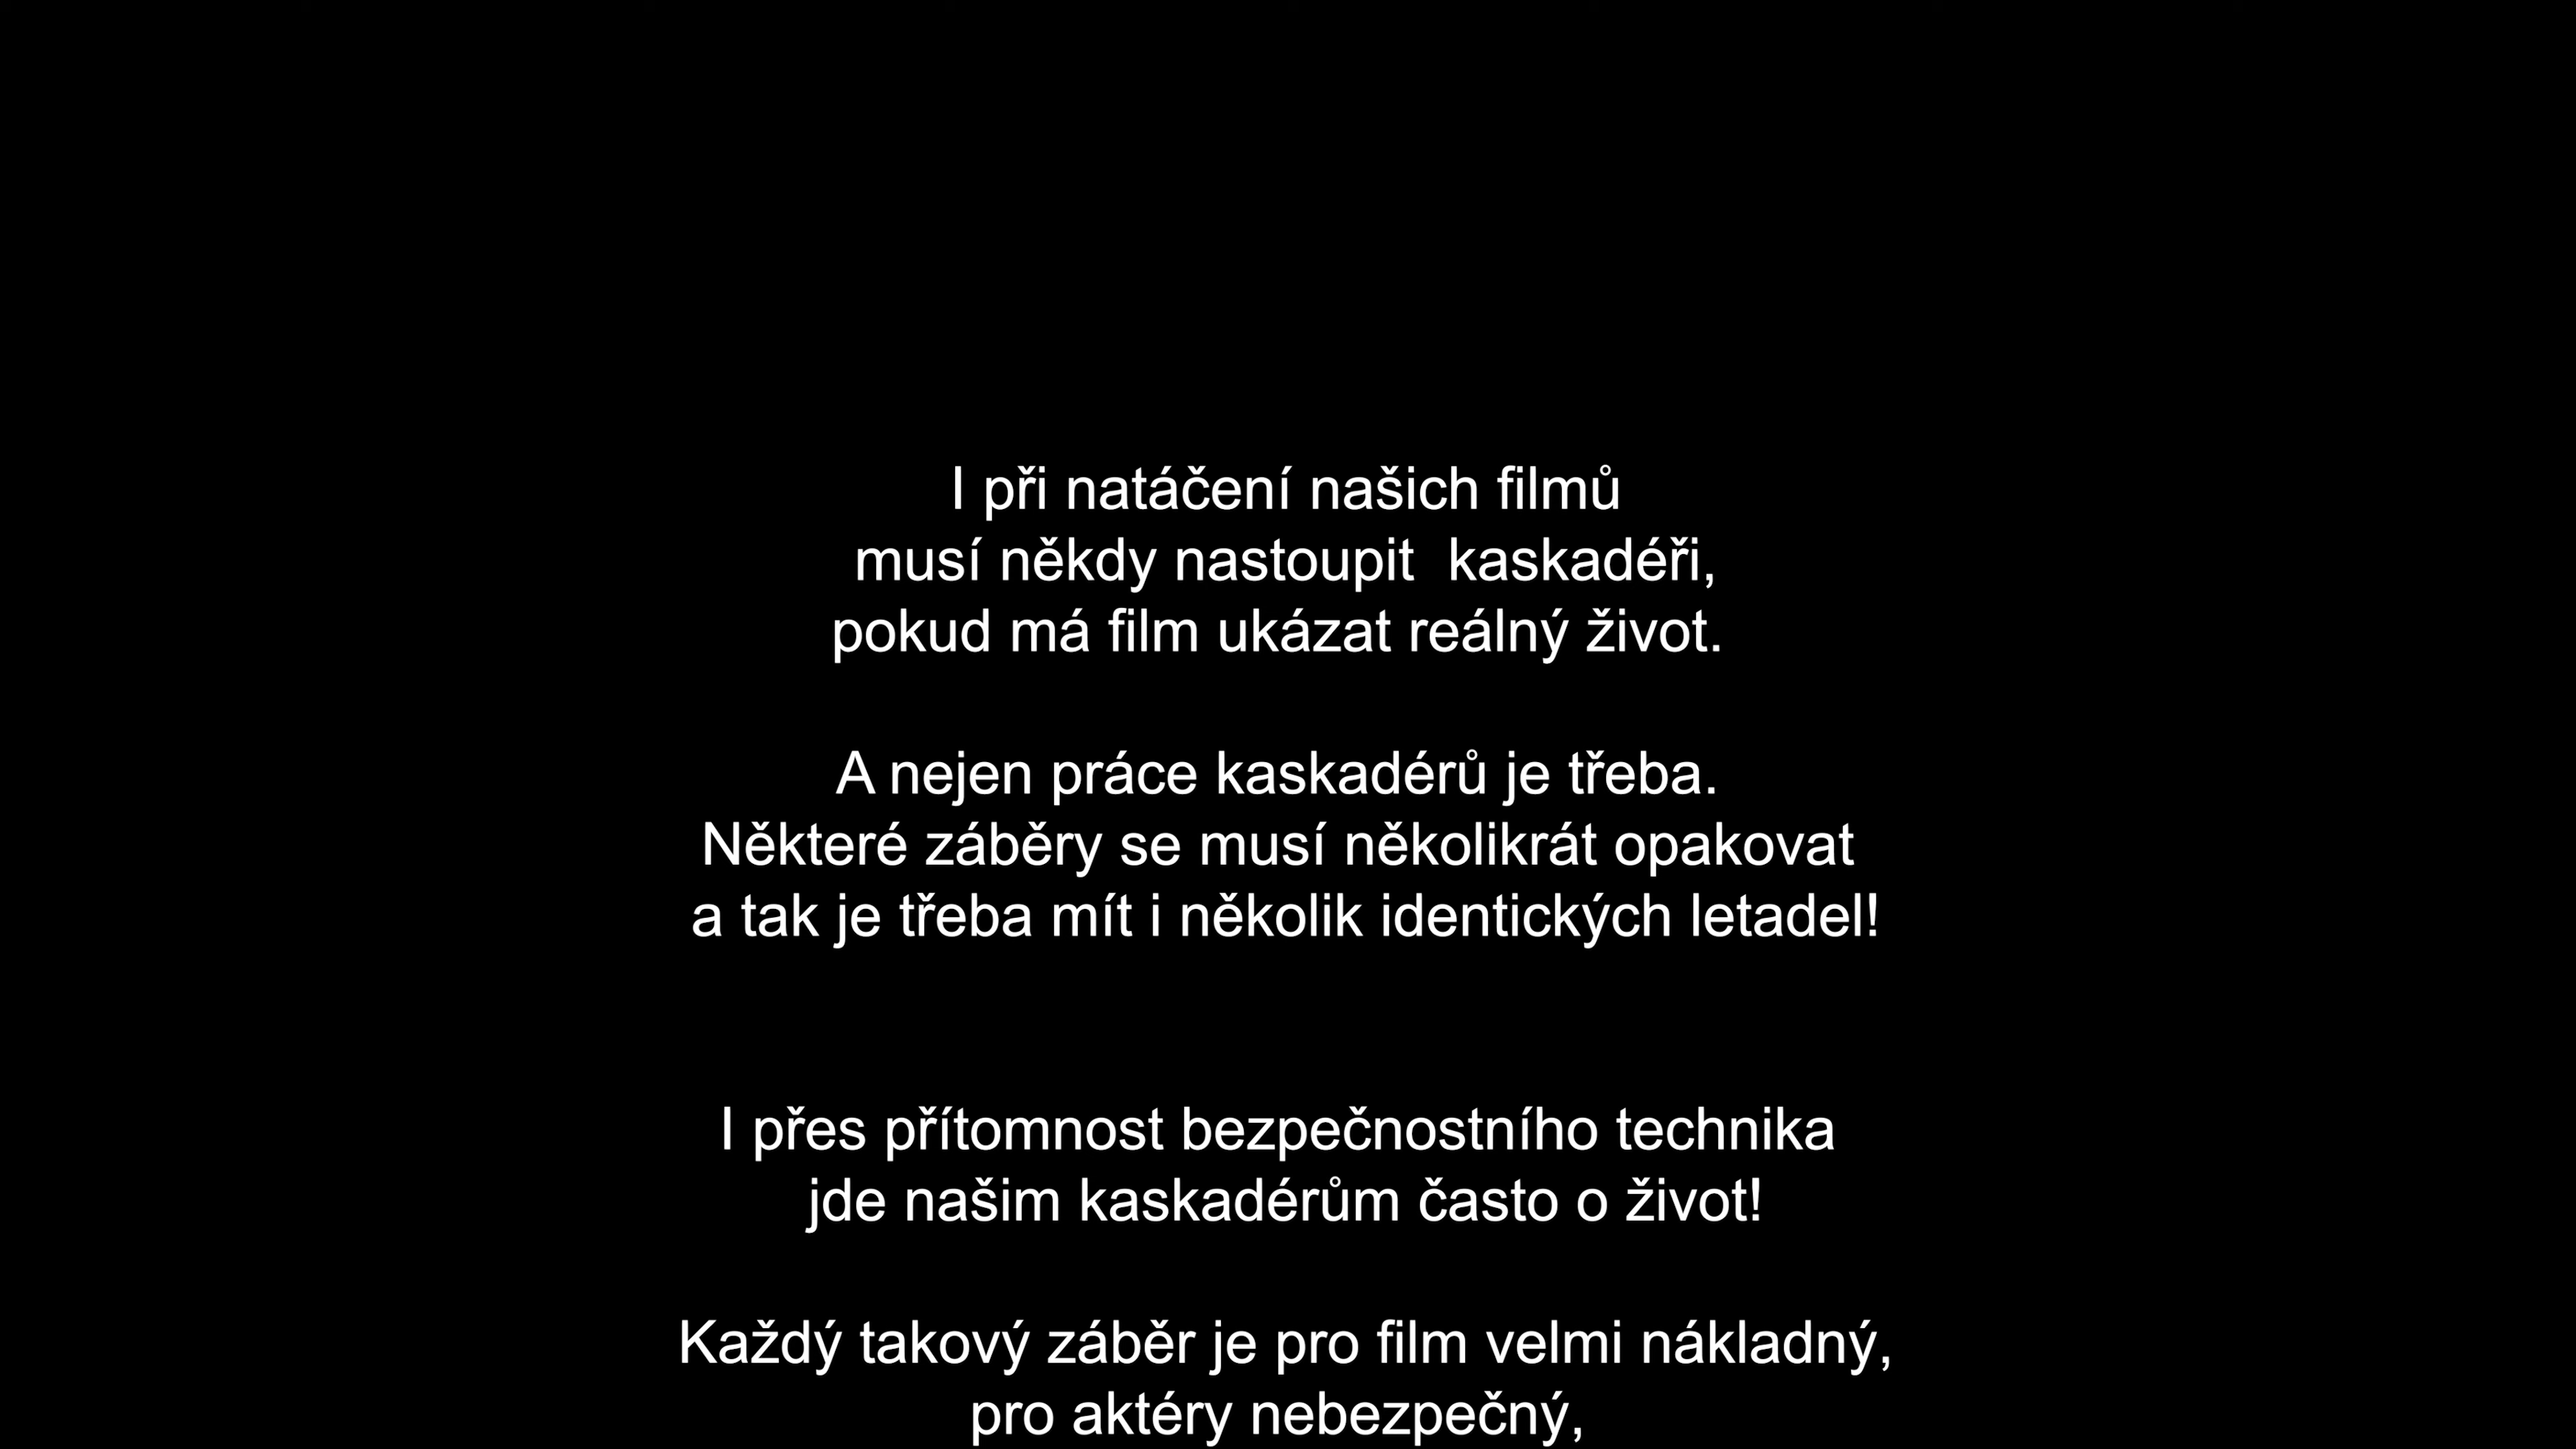 I při natáčení našich filmů
musí někdy nastoupit  kaskadéři,
pokud má film ukázat reálný život.
A nejen práce kaskadérů je třeba.
Některé záběry se musí několikrát opakovat
a tak je třeba mít i několik identických letadel!
I přes přítomnost bezpečnostního technika
jde našim kaskadérům často o život!
Každý takový záběr je pro film velmi nákladný,
pro aktéry nebezpečný,